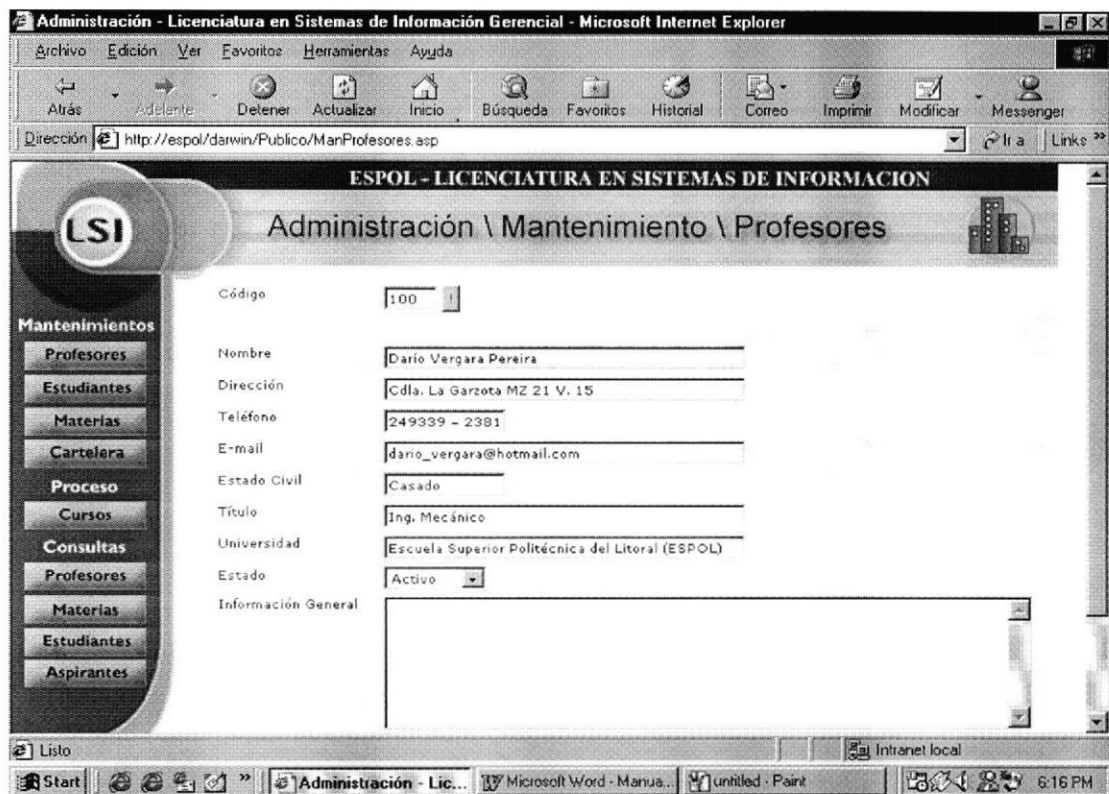 Administración - Licenciatura en Sistemas de Información Gerencial - Microsoft Internet Explorer
Archivo Edición Ver Favoritos Herramientas Ayuda
Atrás Adelante Detener Actualizar Inicio Búsqueda Favoritos Historial Correo Imprimir Modificar Messenger
Dirección http://espol/darwin/Publico/ManProfesores.asp Ir a Links »
ESPOL - LICENCIATURA EN SISTEMAS DE INFORMACION
LSI
Administración \ Mantenimiento \ Profesores
Código 100 !
Mantenimientos
Profesores
Estudiantes
Materias
Cartelera
Proceso
Cursos
Consultas
Profesores
Materias
Estudiantes
Aspirantes
Nombre Darío Vergara Pereira
Dirección Cdla. La Garzota MZ 21 V. 15
Teléfono 249339 - 2381
E-mail dario_vergara@hotmail.com
Estado Civil Casado
Título Ing. Mecánico
Universidad Escuela Superior Politécnica del Litoral (ESPOL)
Estado Activo
Información General
Listo Intranet local
Start » Administración - Lic... Microsoft Word - Manua... untitled - Paint 6:16 PM